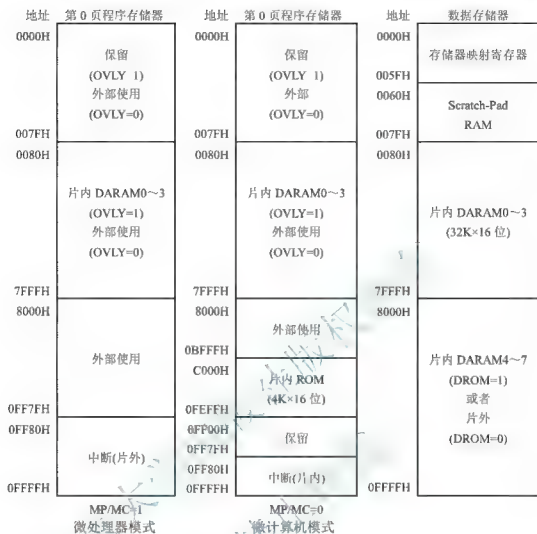 地址 第 0 页程序存储器
0000H
保留
(OVLY 1)
外部使用
(OVLY=0)
007FH
0080H
片内 DARAM0～3
(OVLY=1)
外部使用
(OVLY=0)
7FFFH
8000H
外部使用
0FF7FH
0FF80H
中断(片外)
0FFFFH
MP/MC=1
微处理器模式
地址 第 0 页程序存储器
0000H
保留
(OVLY 1)
外部
(OVLY=0)
007FH
0080H
片内 DARAM0～3
(OVLY=1)
外部使用
(OVLY=0)
7FFFH
8000H
外部使用
0BFFFH
C000H
片内 ROM
(4K×16 位)
0FEFFH
0FF00H
保留
0FF7FH
0FF80H
中断(片内)
0FFFFH
MP/MC=0
微计算机模式
地址 数据存储器
0000H
存储器映射寄存器
005FH
0060H
Scratch-Pad
RAM
007FH
0080H
片内 DARAM0～3
(32K×16 位)
7FFFH
8000H
片内 DARAM4～7
(DROM=1)
或者
片外
(DROM=0)
0FFFFH